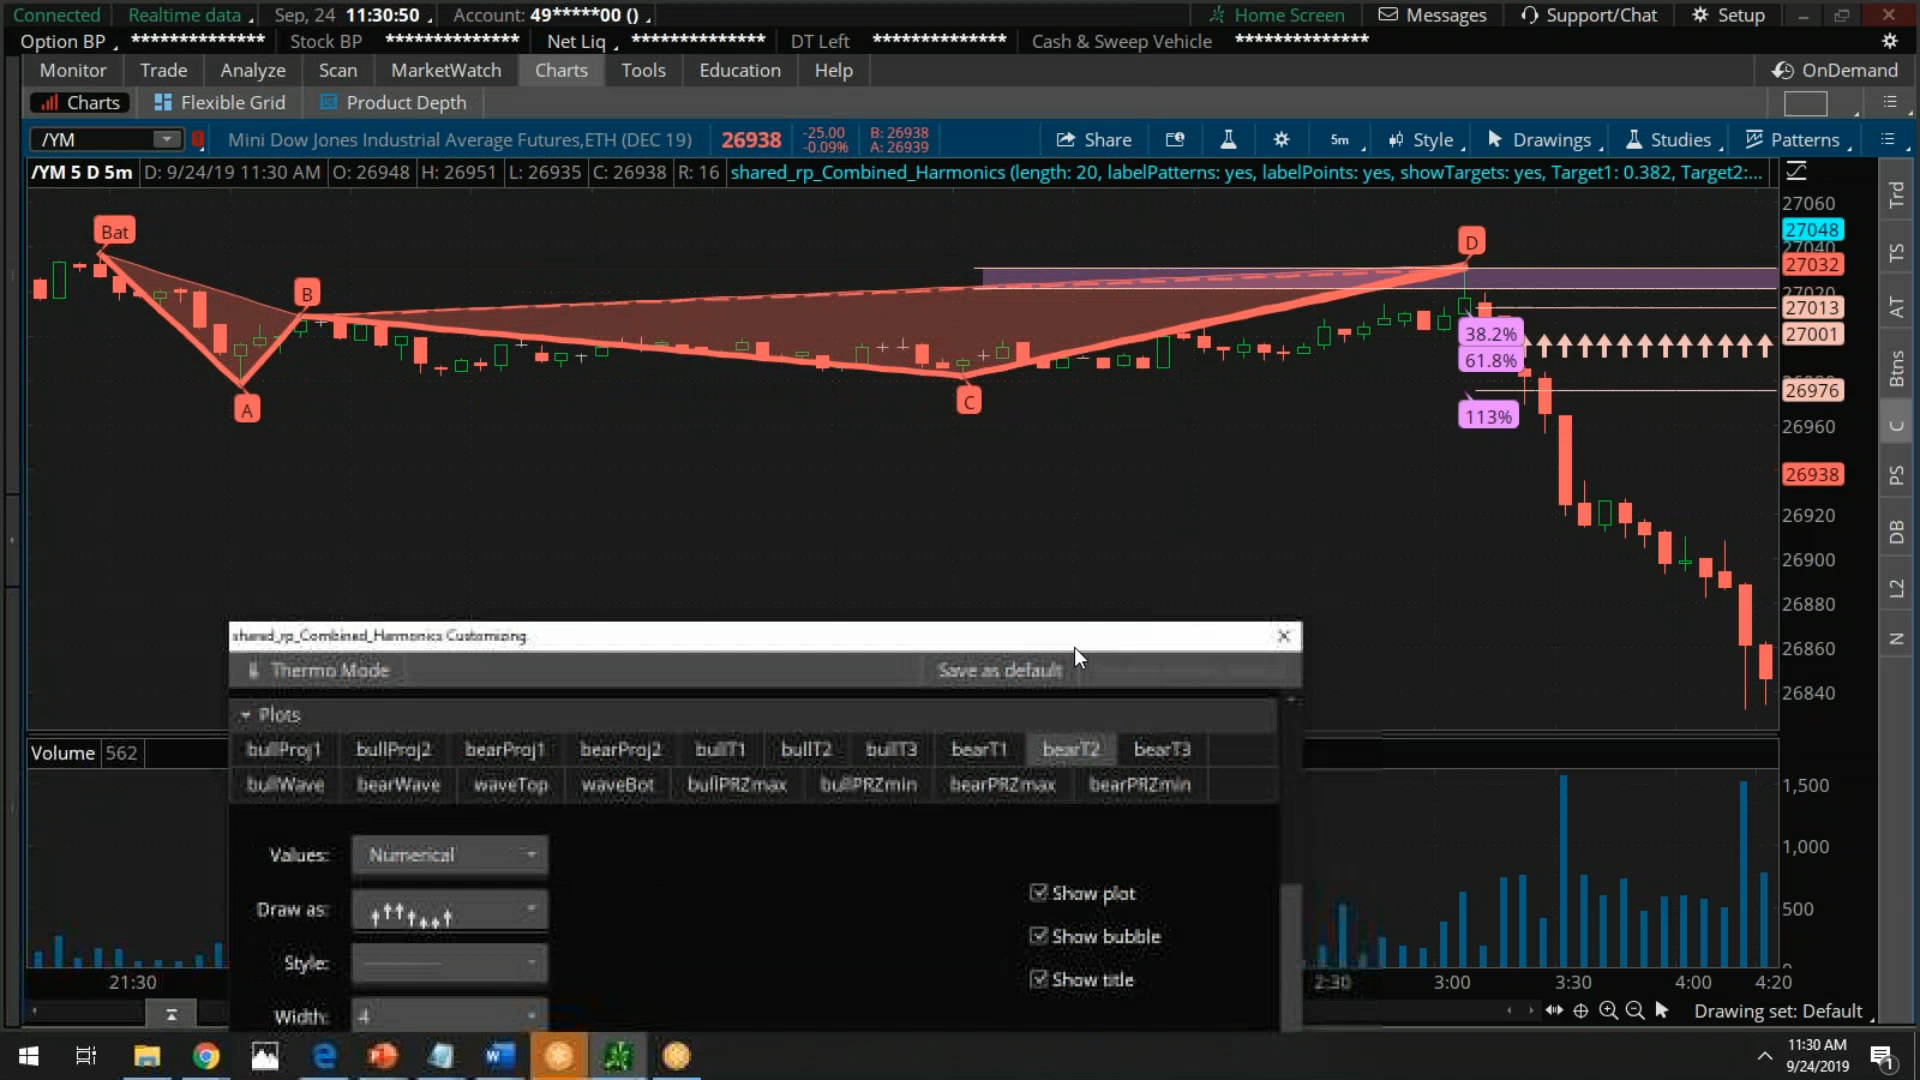 Connected Realtime data Sep, 24 11:30:50 Account: 49*****00 () Home Screen Messages Support/Chat Setup
Option BP ************** Stock BP ************** Net Liq ************** DT Left ************** Cash & Sweep Vehicle **************
Monitor Trade Analyze Scan MarketWatch Charts Tools Education Help OnDemand
Charts Flexible Grid Product Depth
/YM Mini Dow Jones Industrial Average Futures,ETH (DEC 19) 26938 -25.00 -0.09% B: 26938 A: 26939 Share 5m Style Drawings Studies Patterns
/YM 5 D 5m D: 9/24/19 11:30 AM O: 26948 H: 26951 L: 26935 C: 26938 R: 16 shared_rp_Combined_Harmonics (length: 20, labelPatterns: yes, labelPoints: yes, showTargets: yes, Target1: 0.382, Target2:...
27060
27048
27040
27032
27020
27013
27001
26976
26960
26938
26920
26900
26880
26860
26840
Trd
TS
AT
Btns
C
PS
DB
L2
N
Bat
D
B
A
C
38.2%
61.8%
113%
shared_rp_Combined_Harmonics Customizing
Thermo Mode Save as default
Plots
bullProj1 bullProj2 bearProj1 bearProj2 bullT1 bullT2 bullT3 bearT1 bearT2 bearT3
bullWave bearWave waveTop waveBot bullPRZmax bullPRZmin bearPRZmax bearPRZmin
Values: Numerical
Draw as:
Style:
Width: 4
Show plot
Show bubble
Show title
Volume 562
1,500
1,000
500
0
21:30 2:30 3:00 3:30 4:00 4:20
Drawing set: Default
11:30 AM
9/24/2019
1